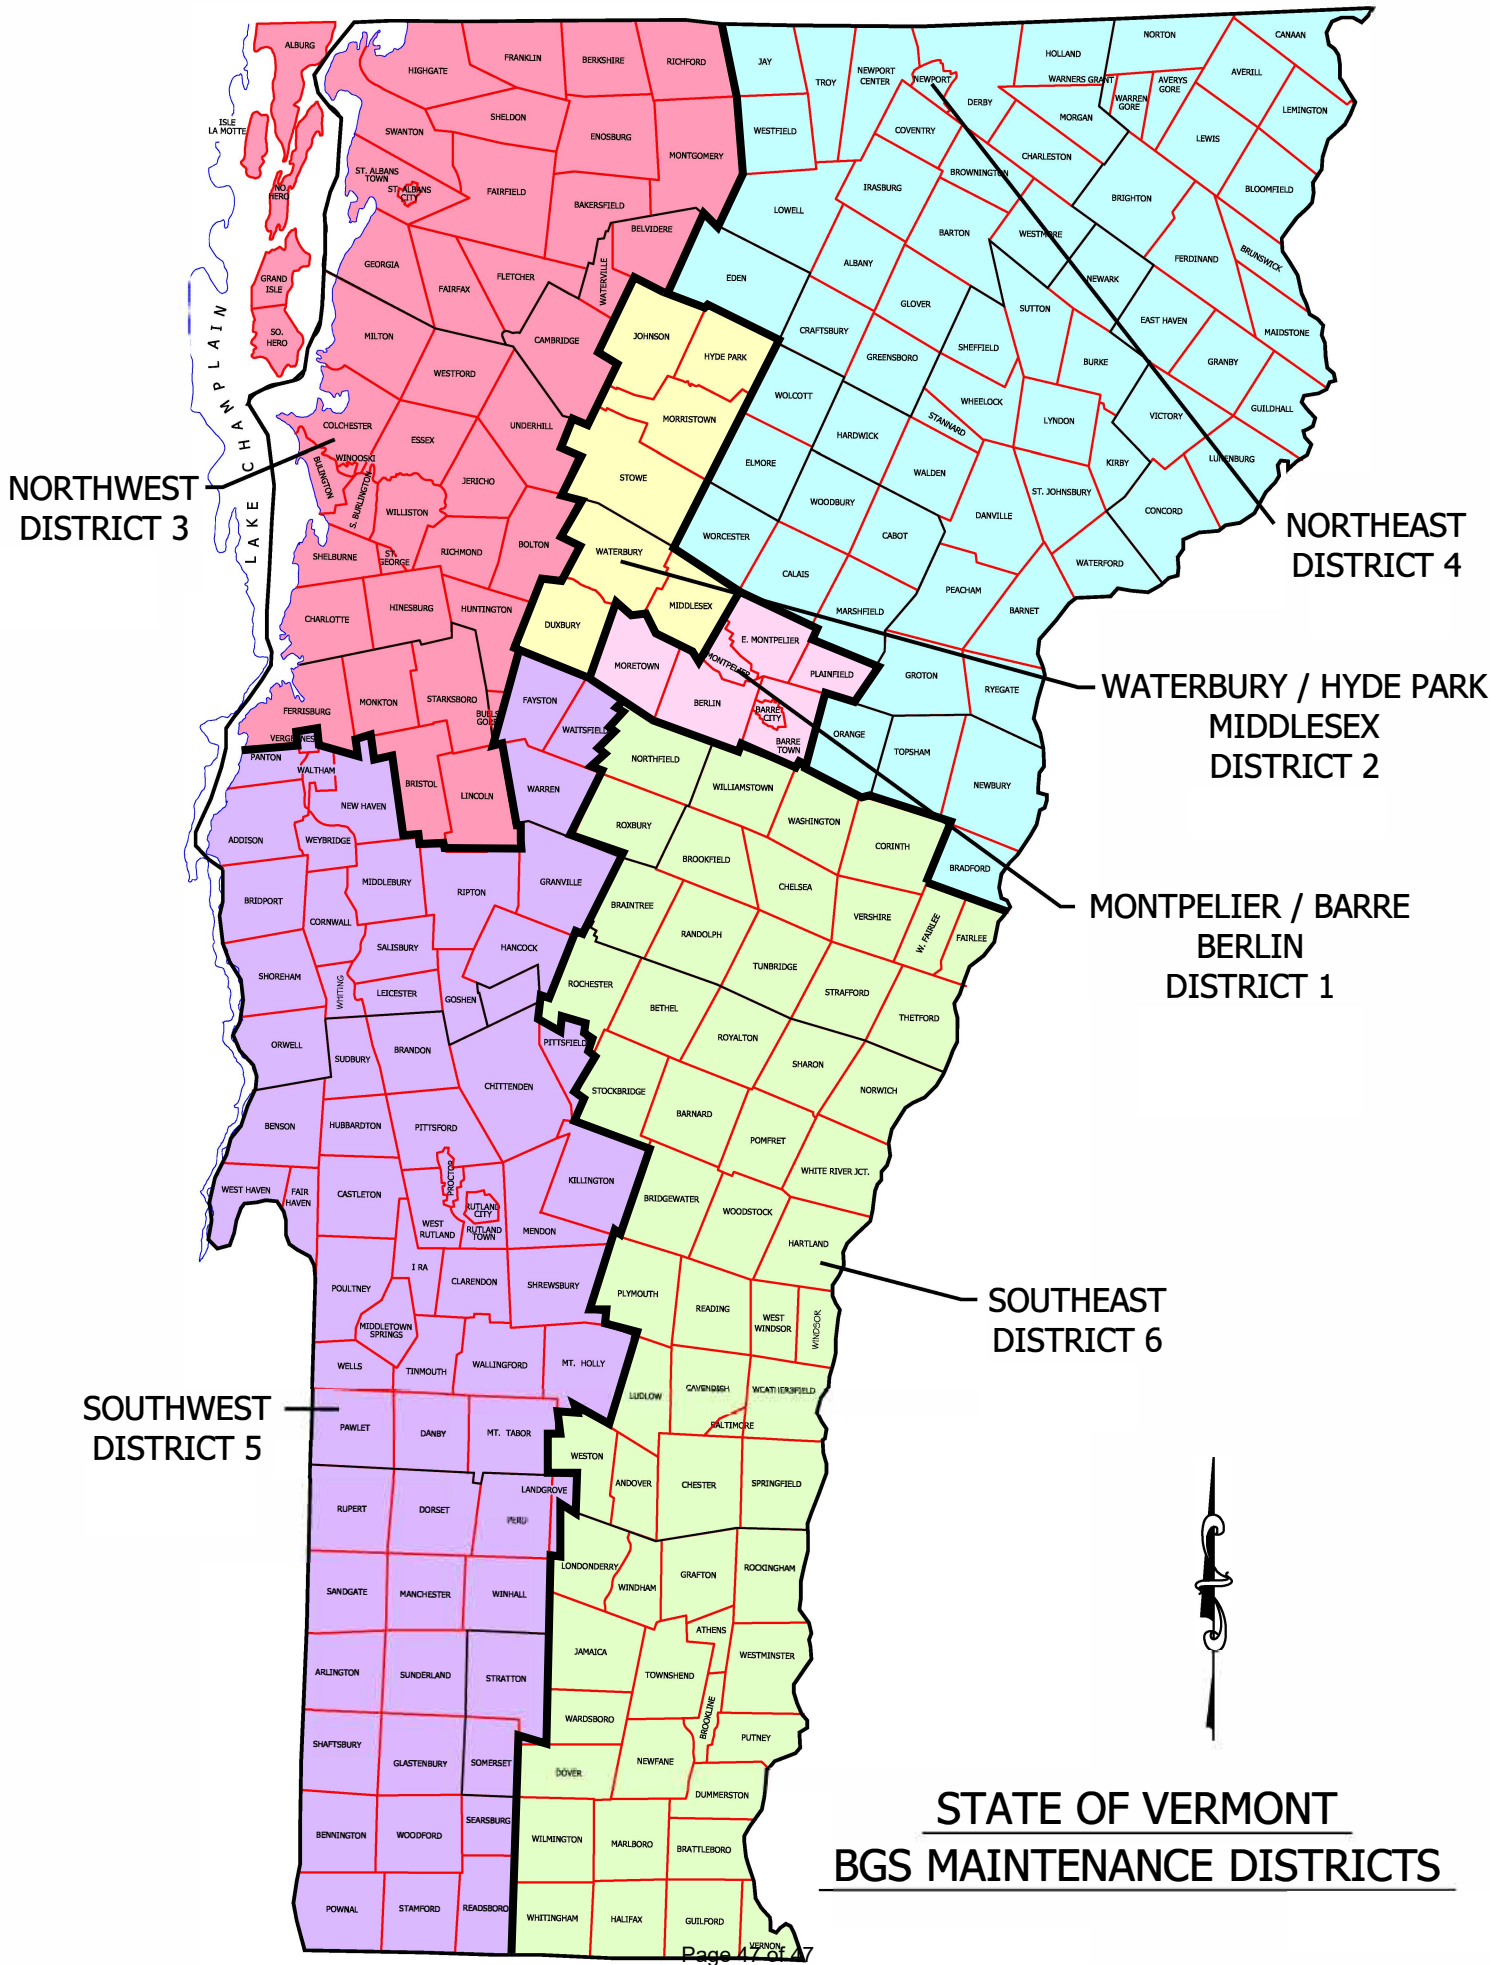 ALBURG
HIGHGATE
FRANKLIN
BERKSHIRE
RICHFORD
JAY
TROY
NEWPORT
CENTER
NEWPORT
DERBY
HOLLAND
WARNERS GRANT
NORTON
WARREN
GORE
AVERYS
GORE
AVERILL
CANAAN
LEMINGTON
ISLE
LA MOTTE
SWANTON
SHELDON
ENOSBURG
MONTGOMERY
WESTFIELD
COVENTRY
MORGAN
CHARLESTON
LEWIS
BLOOMFIELD
NO.
HERO
ST. ALBANS
TOWN
ST. ALBANS
CITY
FAIRFIELD
BAKERSFIELD
BELVIDERE
LOWELL
IRASBURG
BROWNINGTON
BRIGHTON
BARTON
WESTMORE
FERDINAND
BRUNSWICK
GEORGIA
FAIRFAX
FLETCHER
WATERVILLE
EDEN
ALBANY
GLOVER
NEWARK
SUTTON
EAST HAVEN
MAIDSTONE
GRAND
ISLE
SO.
HERO
MILTON
WESTFORD
CAMBRIDGE
JOHNSON
HYDE PARK
CRAFTSBURY
GREENSBORO
SHEFFIELD
BURKE
GRANBY
GUILDHALL
LAKE CHAMPLAIN
COLCHESTER
ESSEX
UNDERHILL
MORRISTOWN
WOLCOTT
HARDWICK
STANNARD
WHEELOCK
LYNDON
VICTORY
LUNENBURG
WINOOSKI
BULINGTON
S. BURLINGTON
WILLISTON
JERICHO
STOWE
ELMORE
WOODBURY
WALDEN
ST. JOHNSBURY
KIRBY
CONCORD
NORTHWEST
DISTRICT 3
NORTHEAST
DISTRICT 4
SHELBURNE
ST.
GEORGE
RICHMOND
BOLTON
WATERBURY
WORCESTER
CABOT
DANVILLE
WATERFORD
CALAIS
PEACHAM
BARNET
CHARLOTTE
HINESBURG
HUNTINGTON
DUXBURY
MIDDLESEX
MARSHFIELD
E. MONTPELIER
MONTPELIER
PLAINFIELD
MORETOWN
BERLIN
BARRE
CITY
BARRE
TOWN
GROTON
RYEGATE
WATERBURY / HYDE PARK
MIDDLESEX
DISTRICT 2
FERRISBURG
MONKTON
STARKSBORO
BUELS
GORE
FAYSTON
WAITSFIELD
ORANGE
TOPSHAM
NEWBURY
VERGENNES
PANTON
WALTHAM
NEW HAVEN
BRISTOL
LINCOLN
WARREN
NORTHFIELD
WILLIAMSTOWN
WASHINGTON
CORINTH
BRADFORD
ADDISON
WEYBRIDGE
ROXBURY
BROOKFIELD
CHELSEA
VERSHIRE
W. FAIRLEE
FAIRLEE
MONTPELIER / BARRE
BERLIN
DISTRICT 1
BRIDPORT
CORNWALL
MIDDLEBURY
RIPTON
GRANVILLE
BRAINTREE
RANDOLPH
TUNBRIDGE
STRAFFORD
THETFORD
SHOREHAM
WHITING
SALISBURY
LEICESTER
GOSHEN
HANCOCK
ROCHESTER
BETHEL
ROYALTON
SHARON
NORWICH
ORWELL
SUDBURY
BRANDON
CHITTENDEN
PITTSFIELD
STOCKBRIDGE
BARNARD
POMFRET
WHITE RIVER JCT.
BENSON
HUBBARDTON
PITTSFORD
PROCTOR
KILLINGTON
BRIDGEWATER
WOODSTOCK
HARTLAND
WEST HAVEN
FAIR
HAVEN
CASTLETON
WEST
RUTLAND
RUTLAND
CITY
RUTLAND
TOWN
MENDON
POULTNEY
I RA
CLARENDON
SHREWSBURY
PLYMOUTH
READING
WEST
WINDSOR
WINDSOR
SOUTHEAST
DISTRICT 6
MIDDLETOWN
SPRINGS
WELLS
TINMOUTH
WALLINGFORD
MT. HOLLY
LUDLOW
CAVENDISH
WEATHERSFIELD
BALTIMORE
SOUTHWEST
DISTRICT 5
PAWLET
DANBY
MT. TABOR
WESTON
ANDOVER
CHESTER
SPRINGFIELD
RUPERT
DORSET
PERU
LANDGROVE
LONDONDERRY
WINDHAM
GRAFTON
ROCKINGHAM
SANDGATE
MANCHESTER
WINHALL
ATHENS
JAMAICA
TOWNSHEND
WESTMINSTER
ARLINGTON
SUNDERLAND
STRATTON
WARDSBORO
BROOKLINE
PUTNEY
SHAFTSBURY
GLASTENBURY
SOMERSET
DOVER
NEWFANE
DUMMERSTON
BENNINGTON
WOODFORD
SEARSBURG
WILMINGTON
MARLBORO
BRATTLEBORO
POWNAL
STAMFORD
READSBORO
WHITINGHAM
HALIFAX
GUILFORD
VERNON
STATE OF VERMONT
BGS MAINTENANCE DISTRICTS
Page 47 of 47